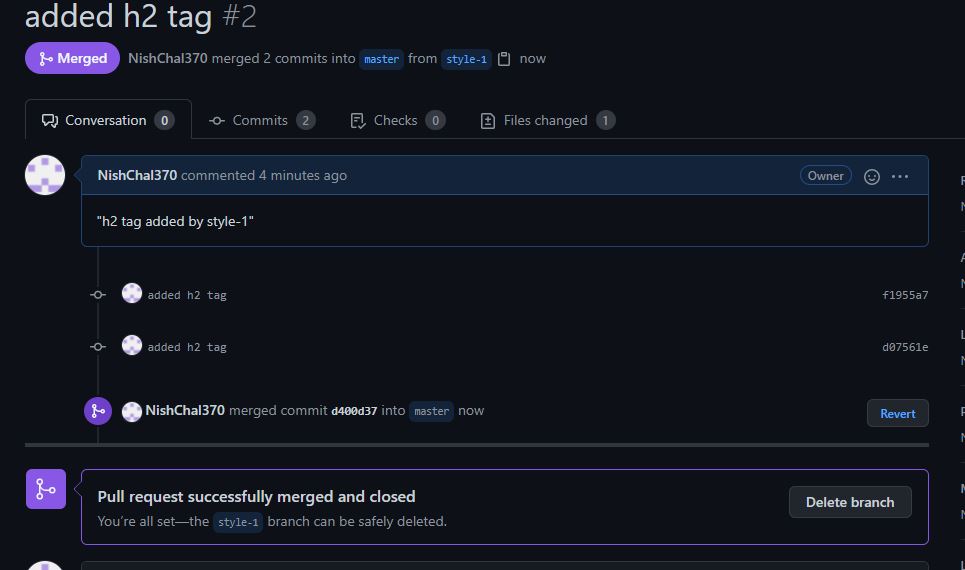 added h2 tag #2
Merged NishChal370 merged 2 commits into master from style-1 now
Conversation 0 Commits 2 Checks 0 Files changed 1
NishChal370 commented 4 minutes ago Owner
"h2 tag added by style-1"
added h2 tag f1955a7
added h2 tag d07561e
NishChal370 merged commit d400d37 into master now Revert
Pull request successfully merged and closed
You're all set—the style-1 branch can be safely deleted.
Delete branch